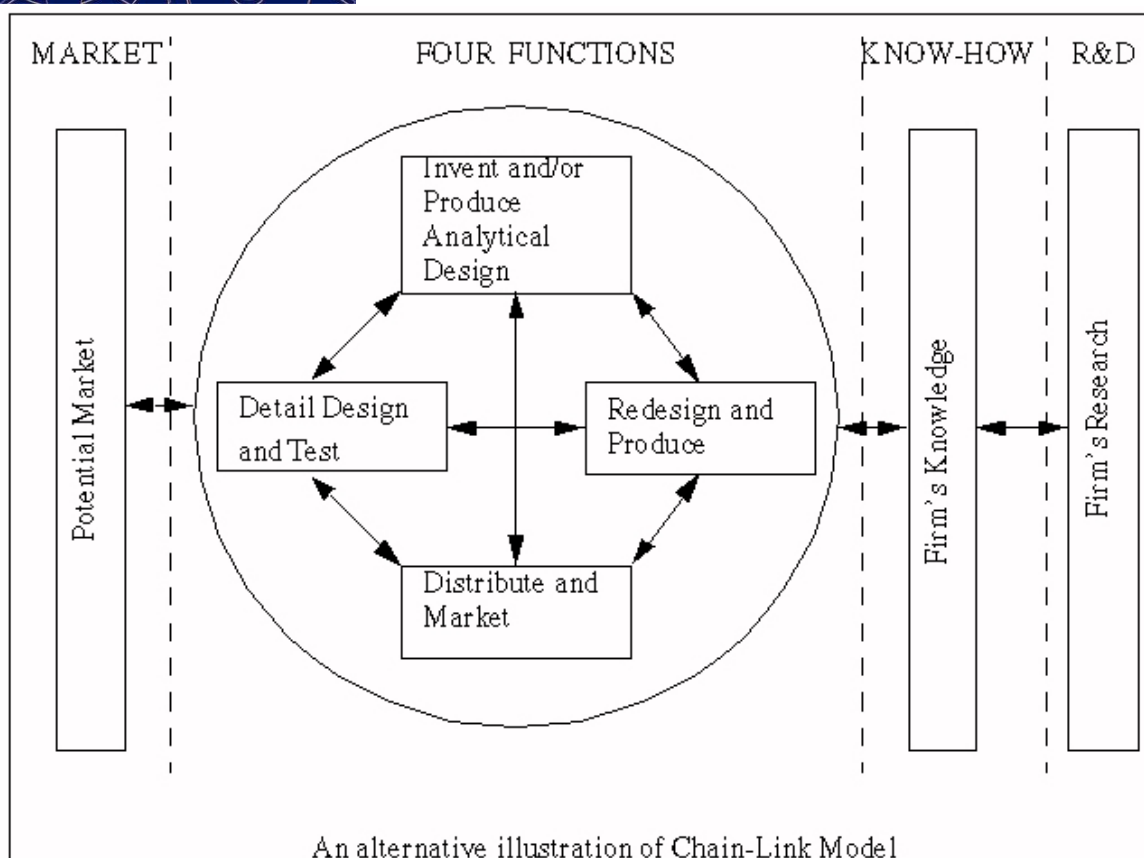 MARKET
FOUR FUNCTIONS
KNOW-HOW
R&D
Potential Market
Invent and/or
Produce
Analytical
Design
Detail Design
and Test
Redesign and
Produce
Distribute and
Market
Firm's Knowledge
Firm's Research
An alternative illustration of Chain-Link Model